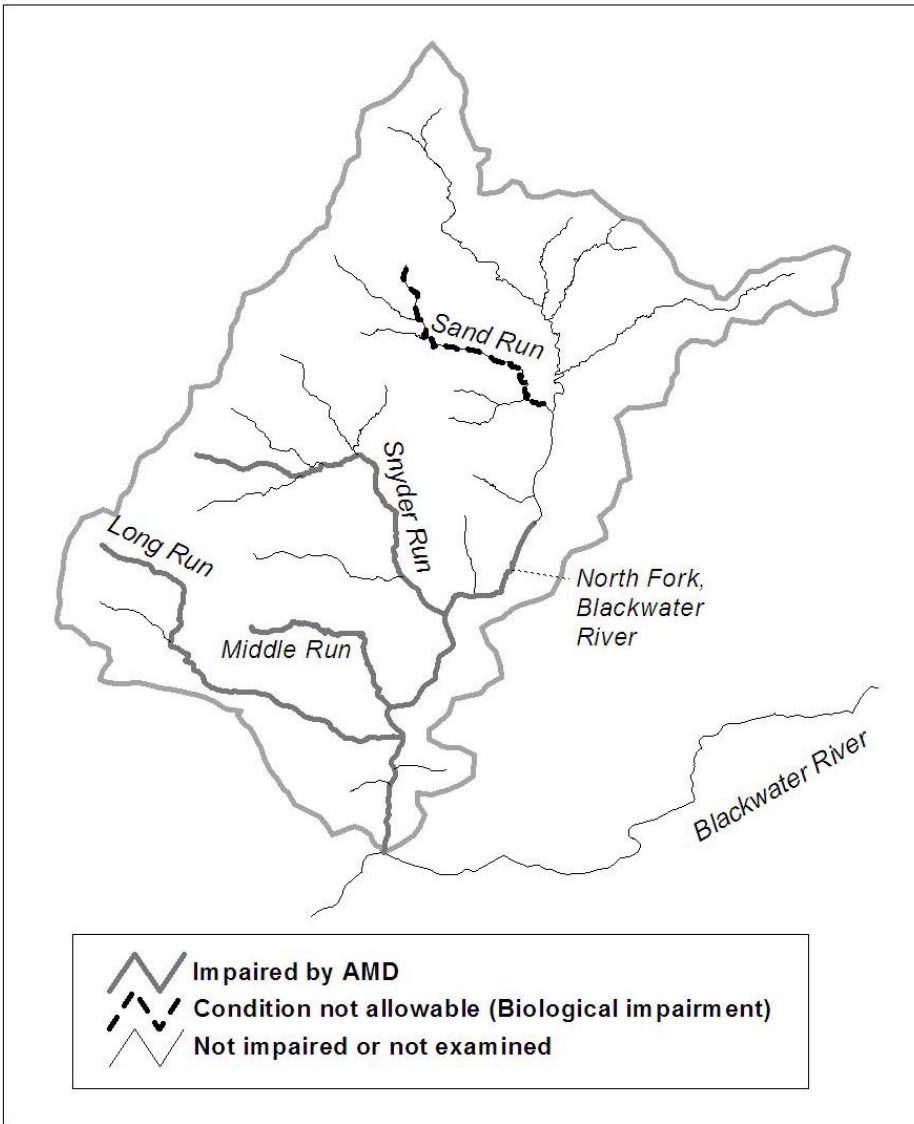 Sand Run
Snyder Run
Long Run
North Fork,
Blackwater
River
Middle Run
Blackwater River
Impaired by AMD
Condition not allowable (Biological impairment)
Not impaired or not examined